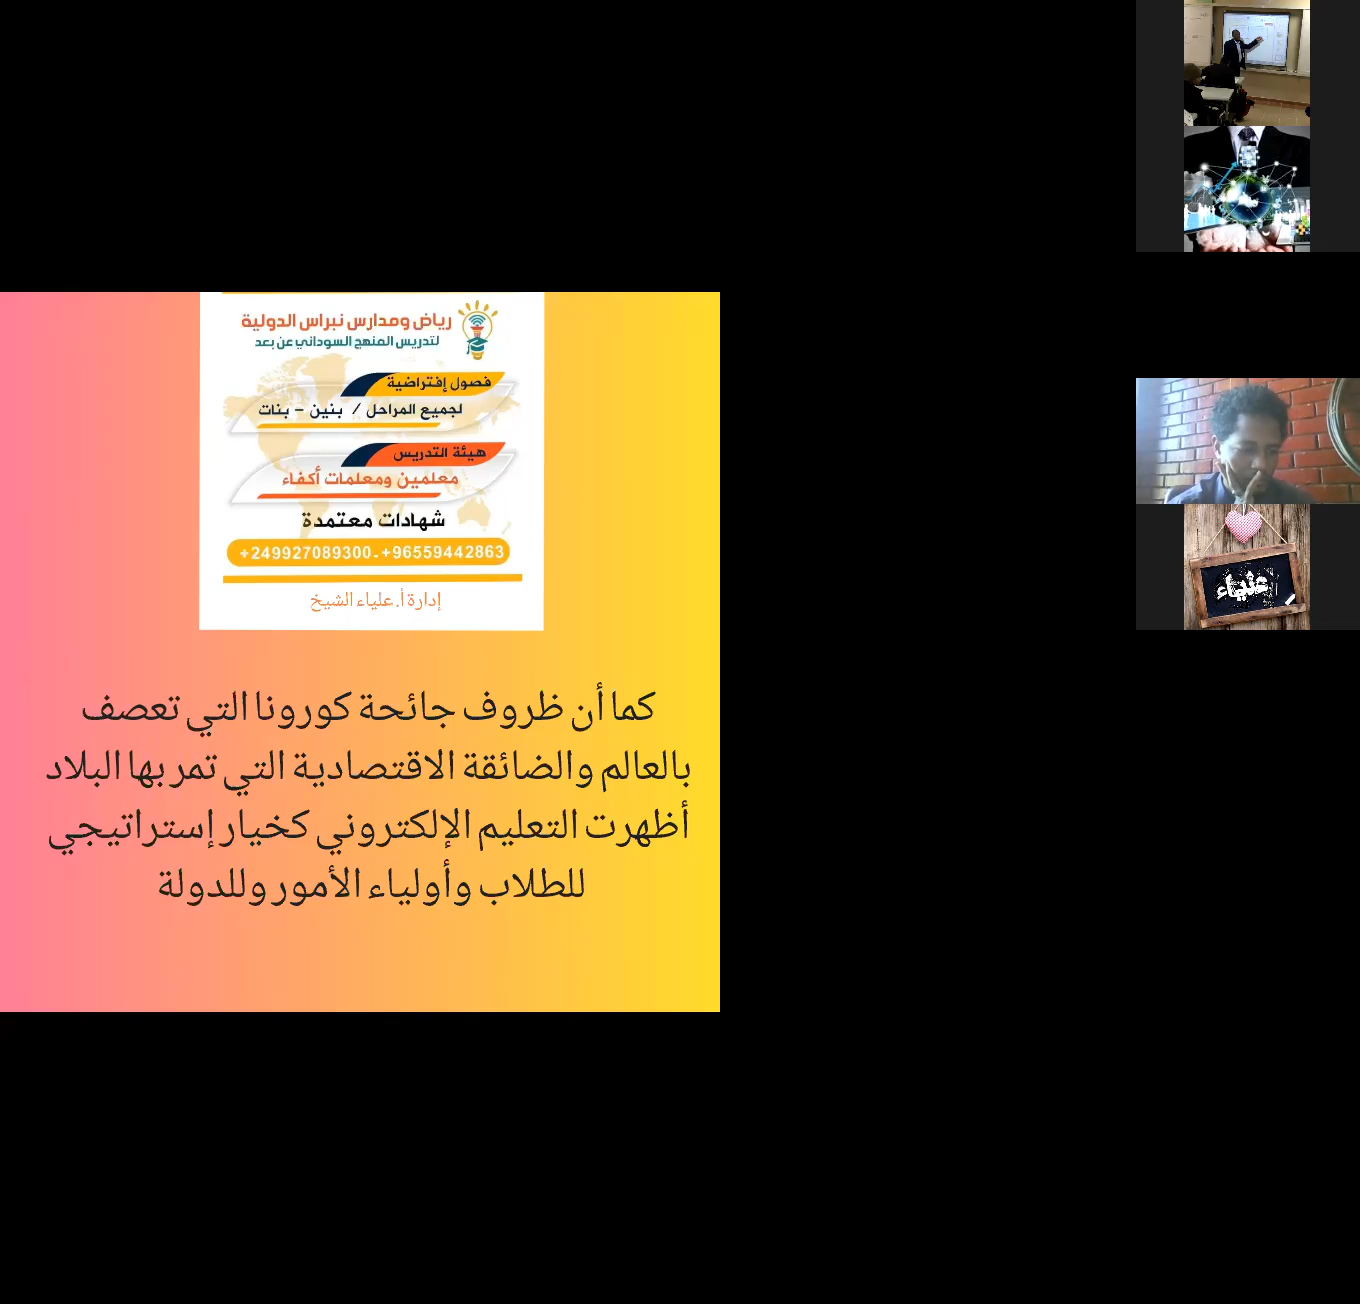 رياض ومدارس نبراس الدولية
لتدريس المنهج السوداني عن بعد
فصول إفتراضية
لجميع المراحل / بنين - بنات
هيئة التدريس
معلمين ومعلمات أكفاء
شهادات معتمدة
+249927089300-+96559442863
إدارة أ. علياء الشيخ
كما أن ظروف جائحة كورونا التي تعصف
بالعالم والضائقة الاقتصادية التي تمر بها البلاد
أظهرت التعليم الإلكتروني كخيار إستراتيجي
للطلاب وأولياء الأمور وللدولة
علياء